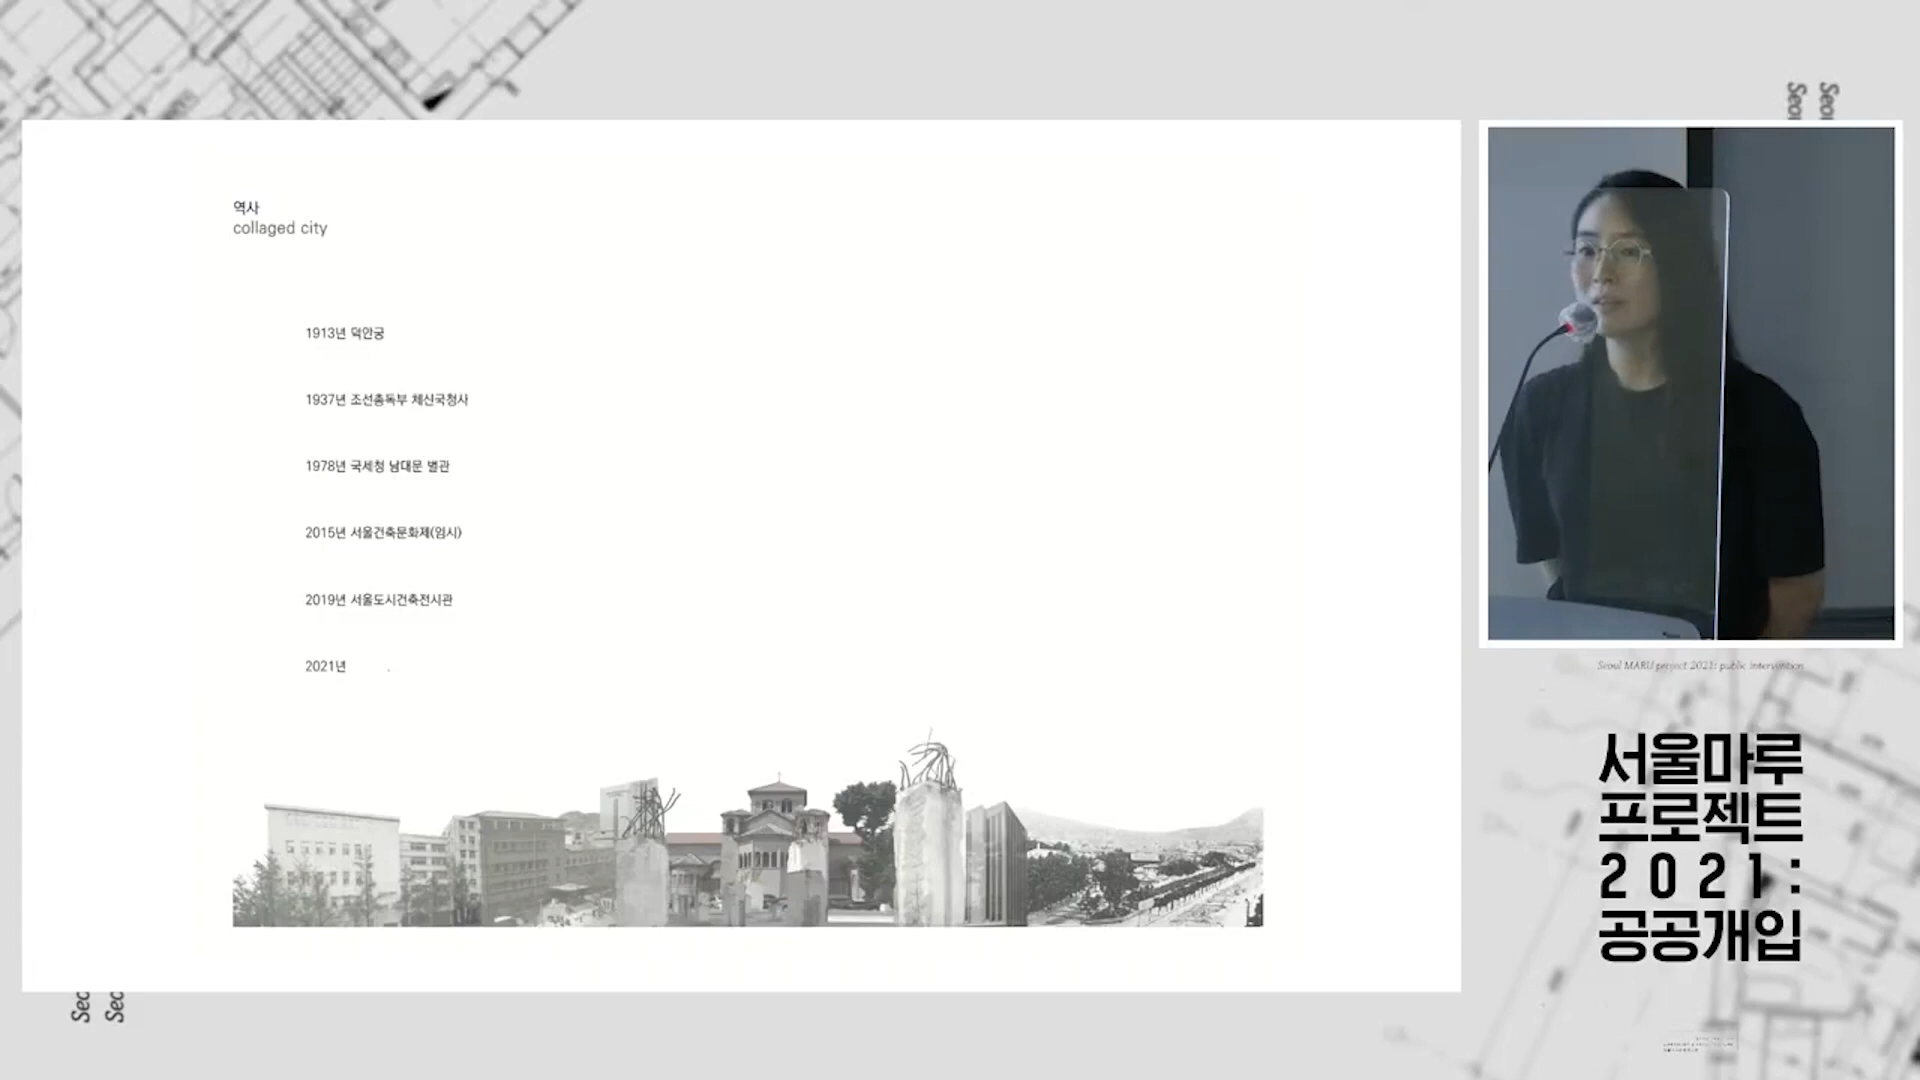 역사
collaged city
1913년 덕안궁
1937년 조선총독부 체신국청사
1978년 국세청 남대문 별관
2015년 서울건축문화제(임시)
2019년 서울도시건축전시관
2021년
Seoul MARU project 2021: public intervention
서울마루
프로젝트
2021:
공공개입